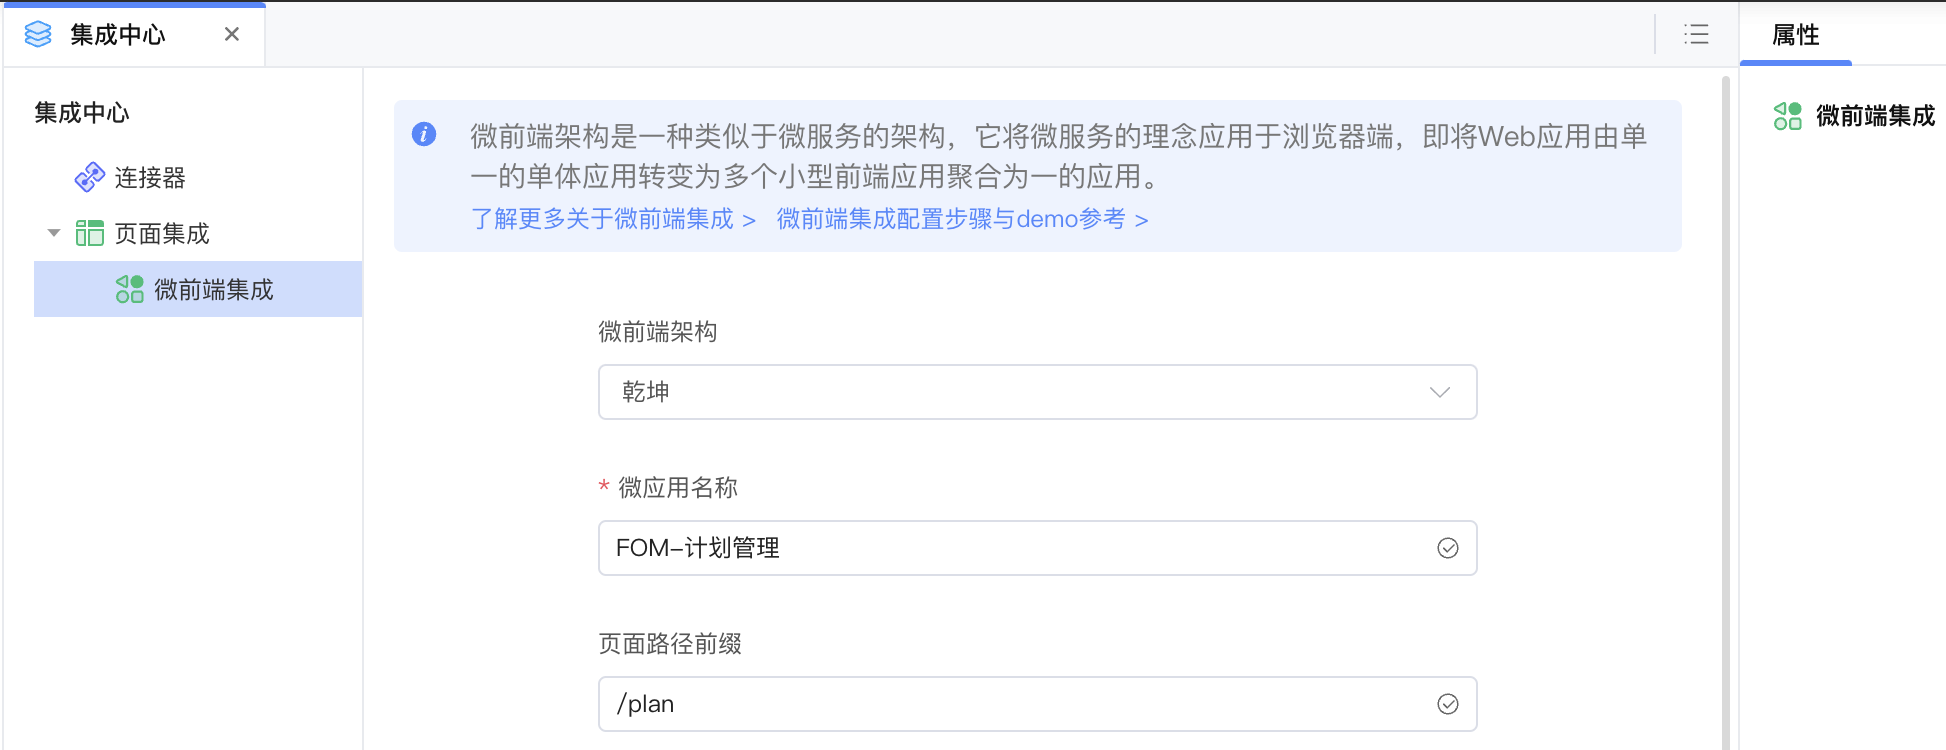 集成中心
属性
集成中心
连接器
页面集成
微前端集成
微前端架构是一种类似于微服务的架构，它将微服务的理念应用于浏览器端，即将Web应用由单
一的单体应用转变为多个小型前端应用聚合为一的应用。
了解更多关于微前端集成 > 微前端集成配置步骤与demo参考 >
微前端架构
乾坤
* 微应用名称
FOM-计划管理
页面路径前缀
/plan
微前端集成